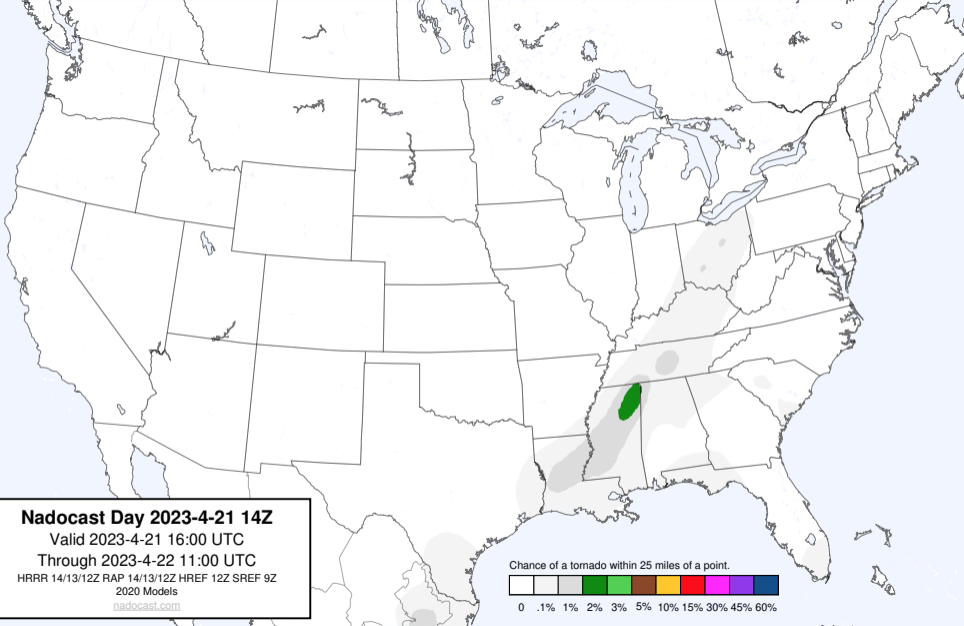 Nadocast Day 2023-4-21 14Z
Valid 2023-4-21 16:00 UTC
Through 2023-4-22 11:00 UTC
HRRR 14/13/12Z RAP 14/13/12Z HREF 12Z SREF 9Z
2020 Models
nadocast.com
Chance of a tornado within 25 miles of a point.
0 .1% 1% 2% 3% 5% 10% 15% 30% 45% 60%